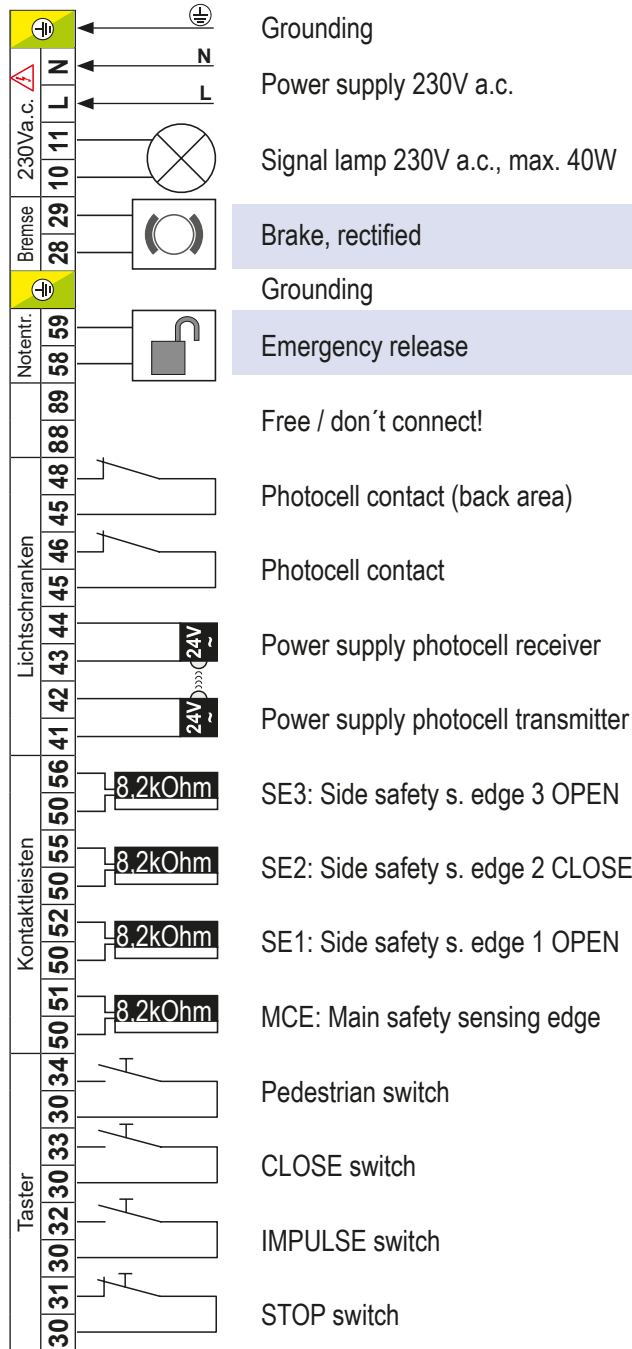 Grounding
N
N
L
L
Power supply 230V a.c.
230Va.c.
11
10
Signal lamp 230V a.c., max. 40W
Bremse
29
28
Brake, rectified
Grounding
Notentr.
59
58
Emergency release
89
88
Free / don´t connect!
Lichtschranken
48
45
Photocell contact (back area)
46
45
Photocell contact
44
43
24V ~
Power supply photocell receiver
42
41
24V ~
Power supply photocell transmitter
Kontaktleisten
56
50
8,2kOhm
SE3: Side safety s. edge 3 OPEN
55
50
8,2kOhm
SE2: Side safety s. edge 2 CLOSE
52
50
8,2kOhm
SE1: Side safety s. edge 1 OPEN
51
50
8,2kOhm
MCE: Main safety sensing edge
Taster
34
30
Pedestrian switch
33
30
CLOSE switch
32
30
IMPULSE switch
31
30
STOP switch